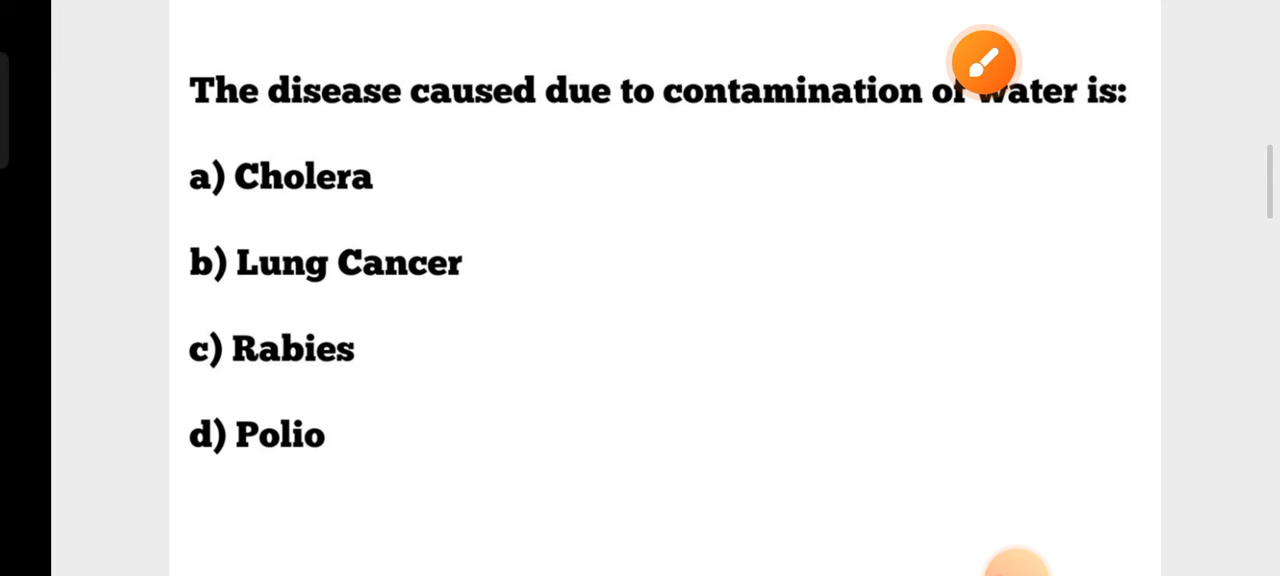 The disease caused due to contamination of water is:
a) Cholera
b) Lung Cancer
c) Rabies
d) Polio